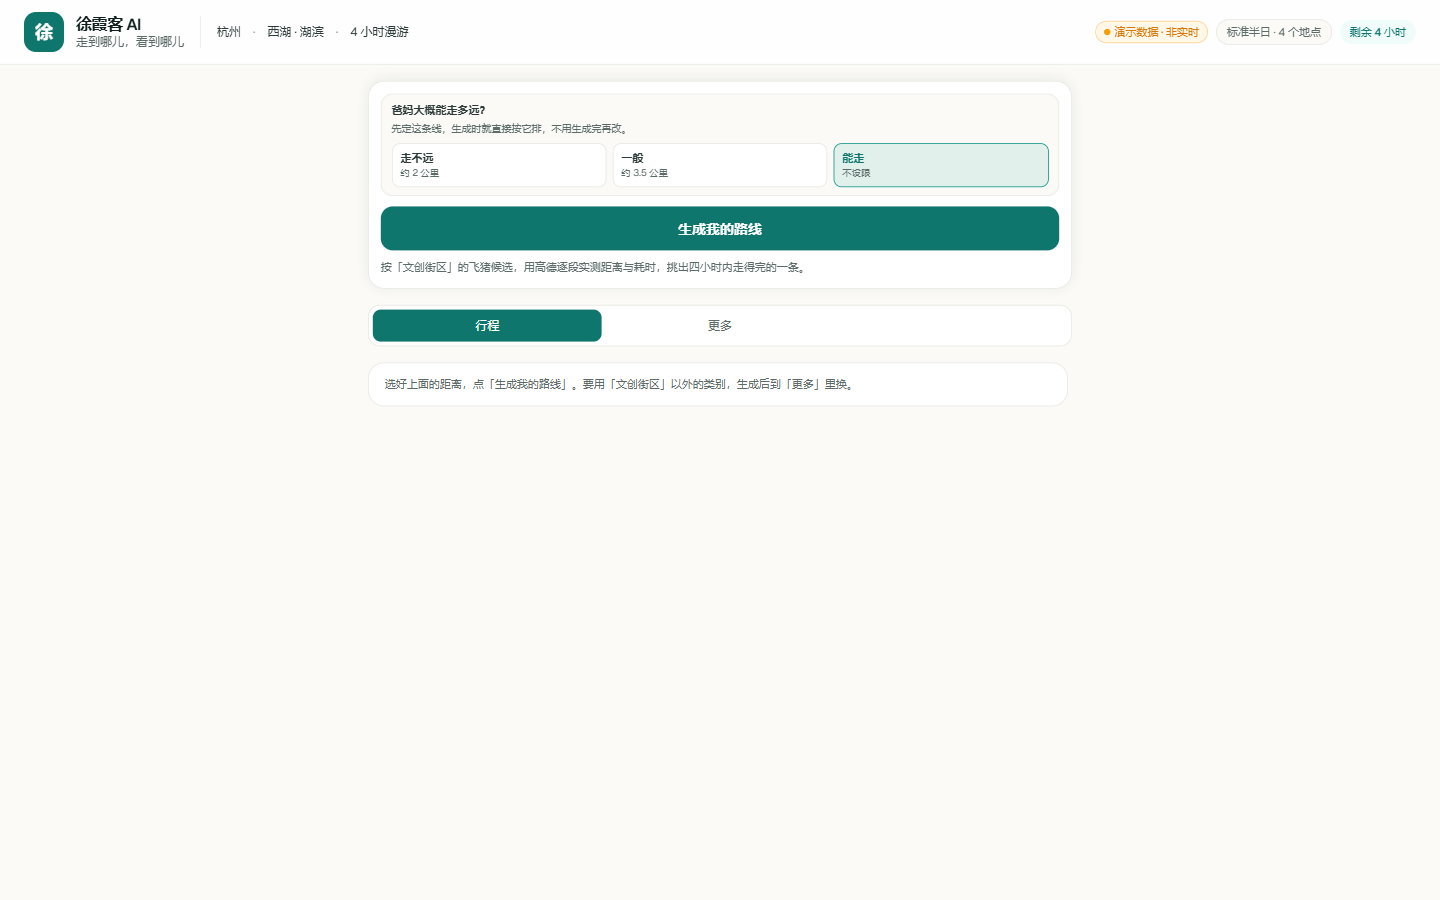 徐
徐霞客 AI
走到哪儿，看到哪儿
杭州 · 西湖 · 湖滨 · 4 小时漫游
演示数据 · 非实时
标准半日 · 4 个地点
剩余 4 小时
爸妈大概能走多远？
先定这条线，生成时就直接按它排，不用生成完再改。
走不远
约 2 公里
一般
约 3.5 公里
能走
不设限
生成我的路线
按「文创街区」的飞猪候选，用高德逐段实测距离与耗时，挑出四小时内走得完的一条。
行程
更多
选好上面的距离，点「生成我的路线」。要用「文创街区」以外的类别，生成后到「更多」里换。